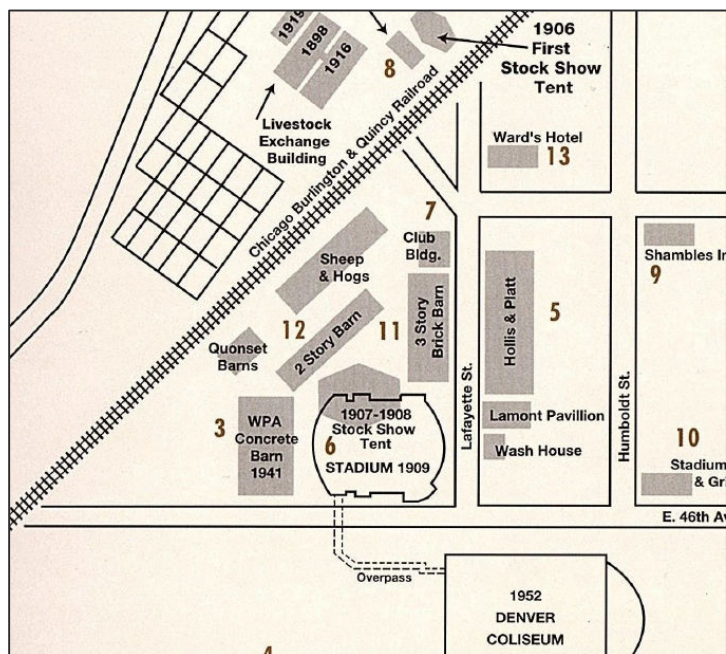 1919
1898
1916
8
1906
First
Stock Show
Tent
Livestock
Exchange
Building
Chicago Burlington & Quincy Railroad
Ward's Hotel
13
7
Club
Bldg.
Sheep
& Hogs
Shambles In
9
5
Hollis & Platt
3 Story
Brick Barn
11
12
2 Story Barn
Quonset
Barns
Lafayette St.
Humboldt St.
3
WPA
Concrete
Barn
1941
1907-1908
Stock Show
Tent
6
STADIUM 1909
Lamont Pavillion
Wash House
10
Stadium
& Gr
E. 46th Av
Overpass
1952
DENVER
COLISEUM